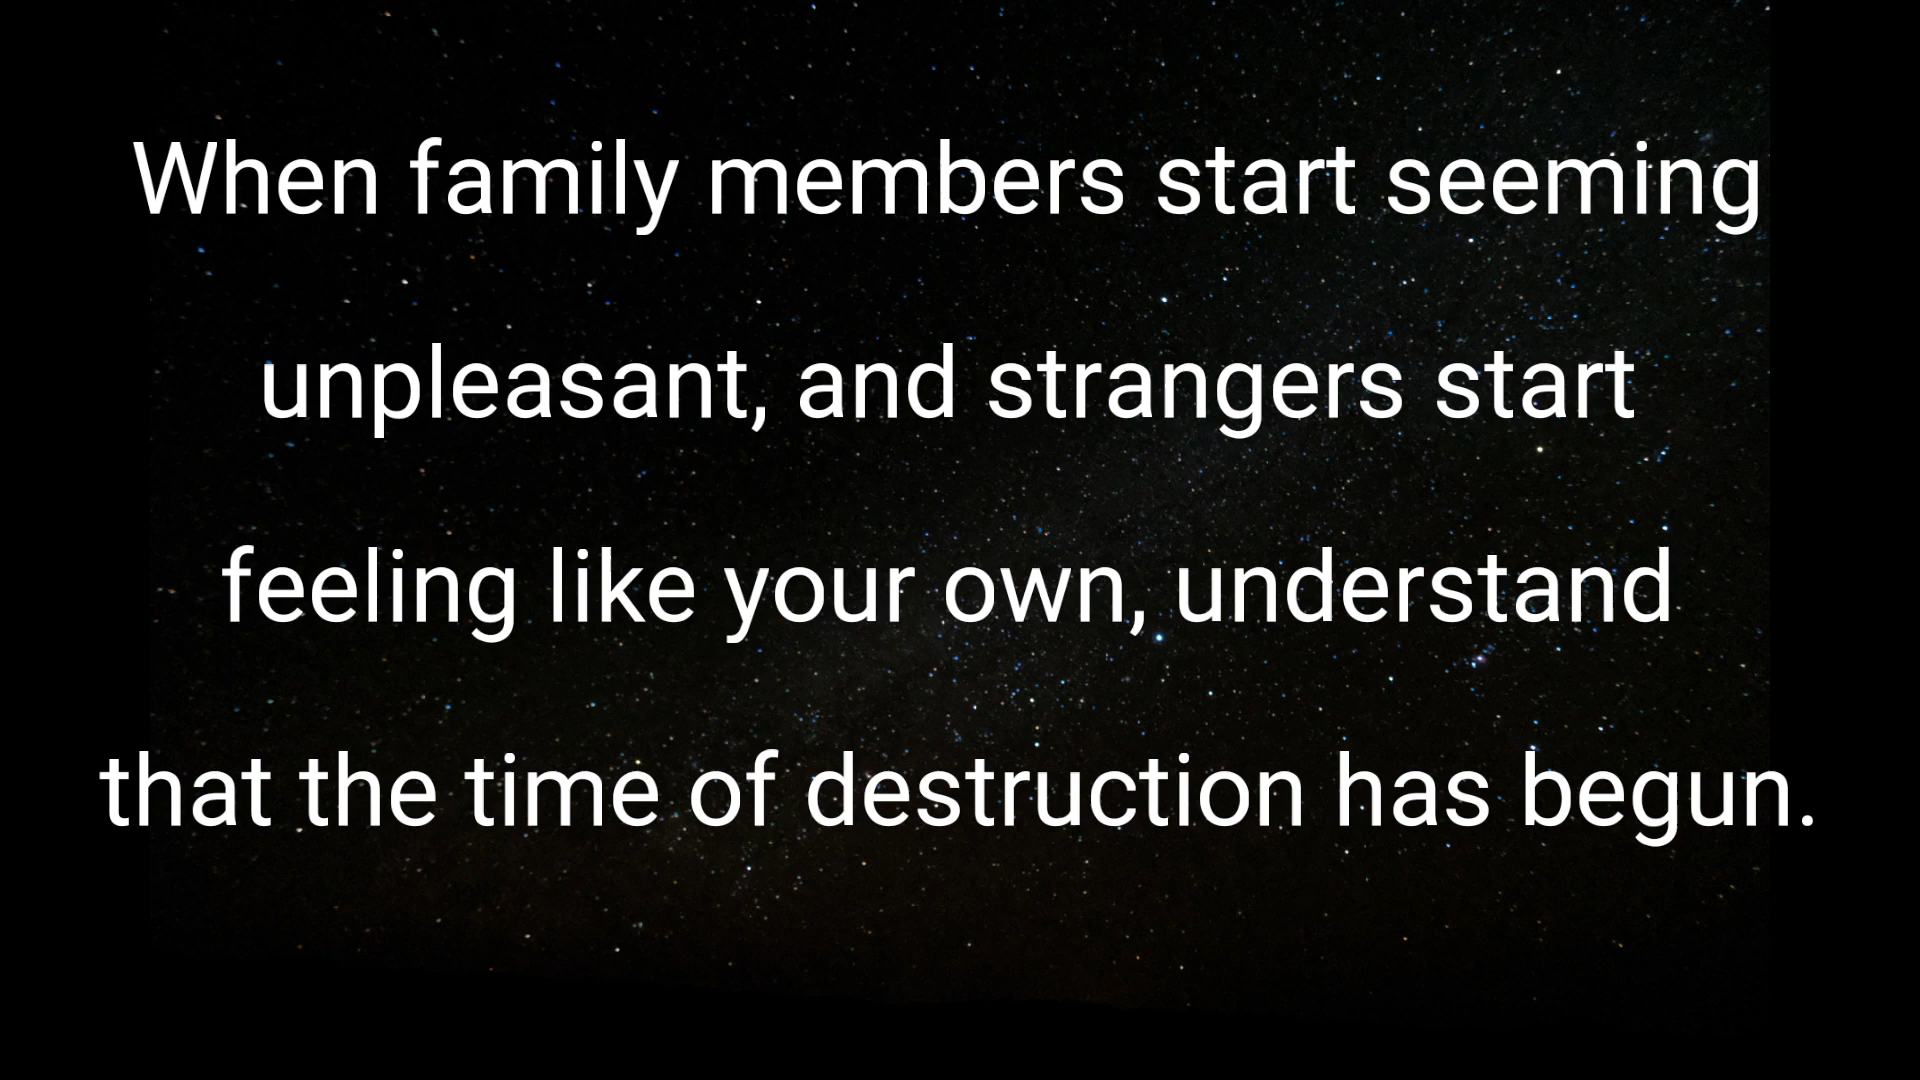 When family members start seeming
unpleasant, and strangers start
feeling like your own, understand
that the time of destruction has begun.